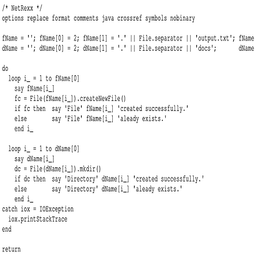 /* NetRexx */
options replace format comments java crossref symbols nobinary
fName = ''; fName[0] = 2; fName[1] = '.' || File.separator || 'output.txt'; fName
dName = ''; dName[0] = 2; dName[1] = '.' || File.separator || 'docs'; dName
do
loop i_ = 1 to fName[0]
say fName[i_]
fc = File(fName[i_]).createNewFile()
if fc then say 'File' fName[i_] 'created successfully.'
else say 'File' fName[i_] 'aleady exists.'
end i_
loop i_ = 1 to dName[0]
say dName[i_]
dc = File(dName[i_]).mkdir()
if dc then say 'Directory' dName[i_] 'created successfully.'
else say 'Directory' dName[i_] 'aleady exists.'
end i_
catch iox = IOException
iox.printStackTrace
end
return